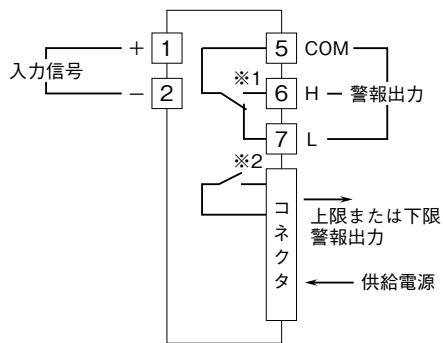 + 1
入力信号
− 2
5 COM
※1
6 H 警報出力
7 L
※2
コネクタ
上限または下限
警報出力
供給電源